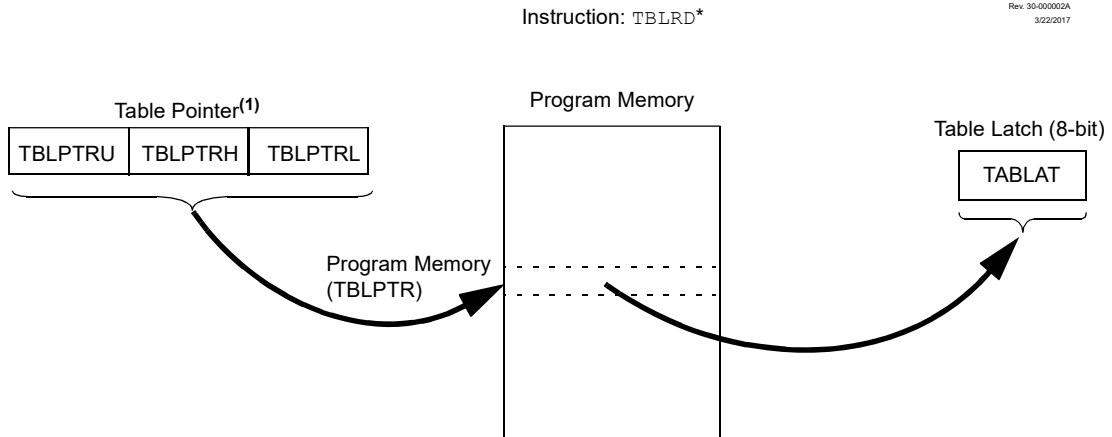 Instruction: TBLRD*
Rev. 30-000002A
3/22/2017
Table Pointer(1)
Program Memory
Table Latch (8-bit)
TBLPTRU TBLPTRH TBLPTRL
TABLAT
Program Memory
(TBLPTR)